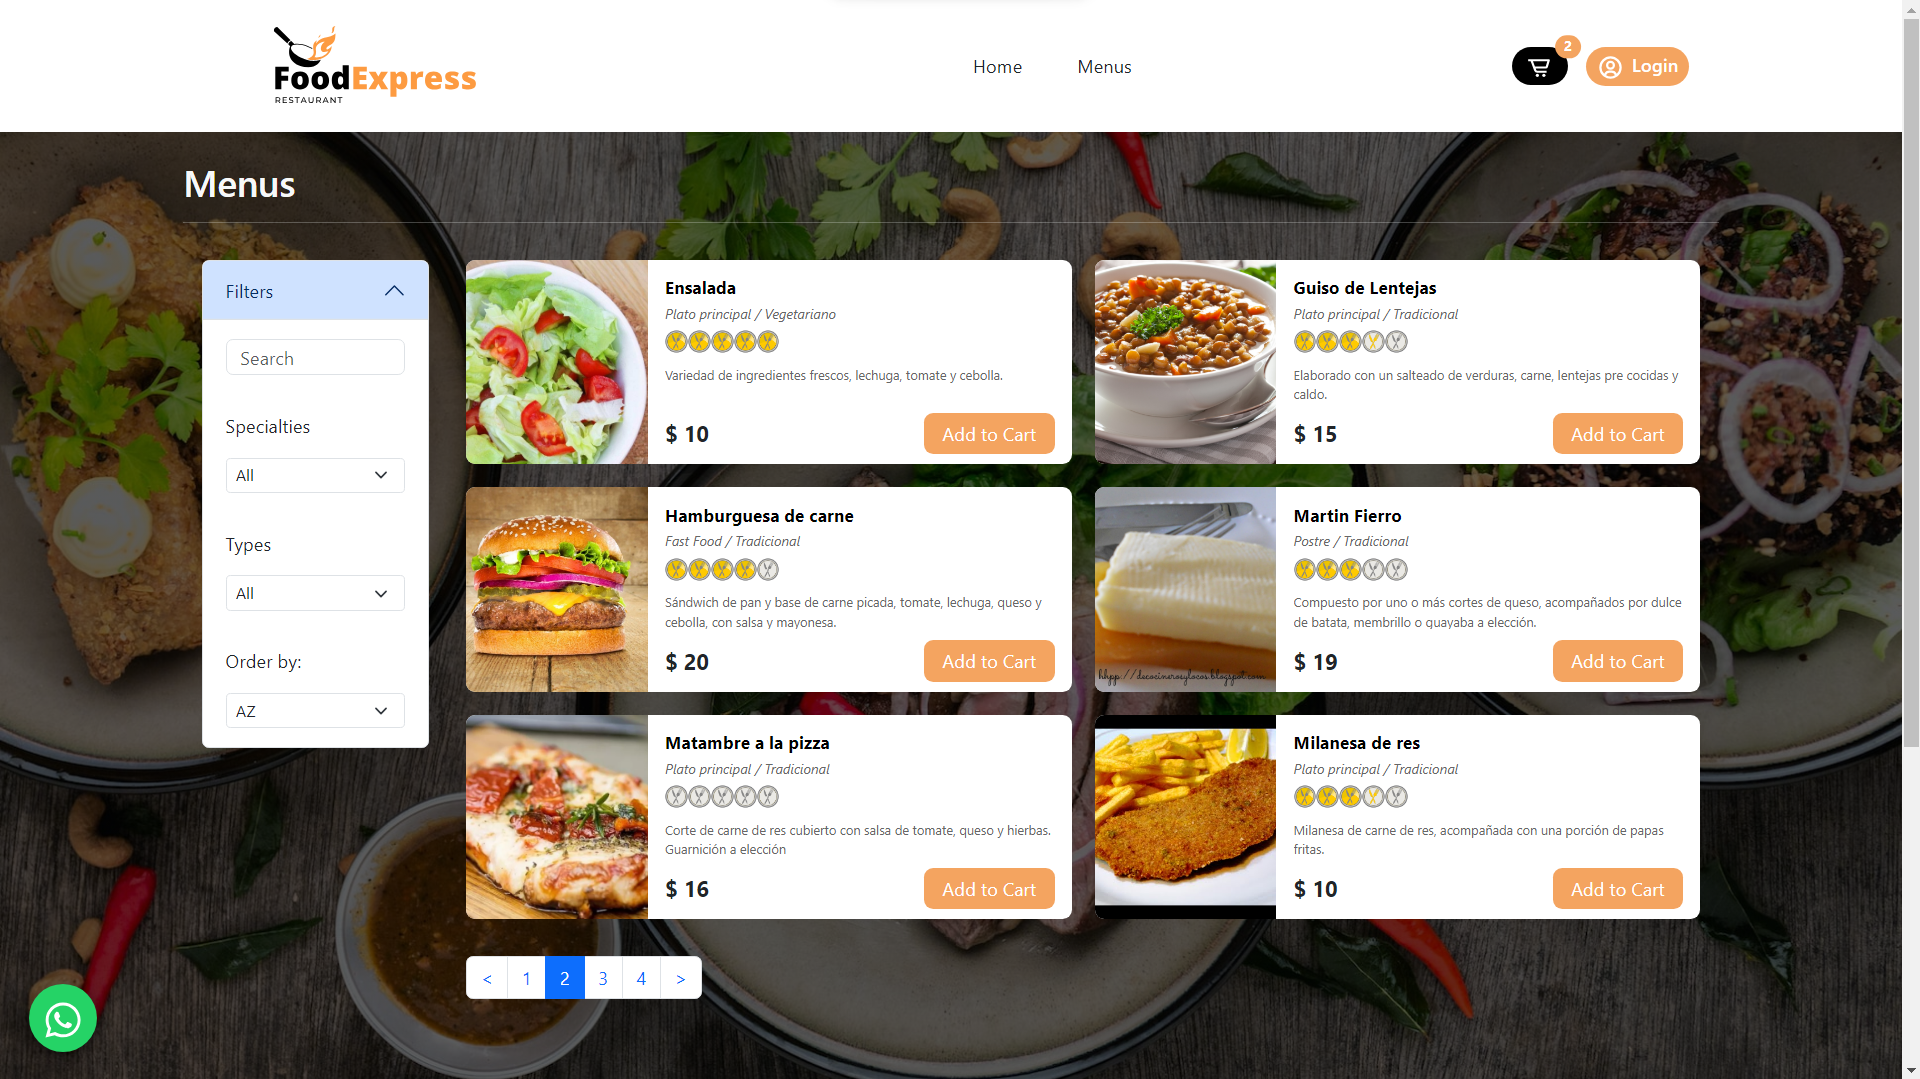 FoodExpress
RESTAURANT
Home
Menus
2
Login
Menus
Filters
Search
Specialties
All
Types
All
Order by:
AZ
Ensalada
Plato principal / Vegetariano
Variedad de ingredientes frescos, lechuga, tomate y cebolla.
$ 10
Add to Cart
Guiso de Lentejas
Plato principal / Tradicional
Elaborado con un salteado de verduras, carne, lentejas pre cocidas y
caldo.
$ 15
Add to Cart
Hamburguesa de carne
Fast Food / Tradicional
Sándwich de pan y base de carne picada, tomate, lechuga, queso y
cebolla, con salsa y mayonesa.
$ 20
Add to Cart
Martin Fierro
Postre / Tradicional
Compuesto por uno o más cortes de queso, acompañados por dulce
de batata, membrillo o guayaba a elección.
$ 19
Add to Cart
hhpp://decocinerosylocos.blogspot.com
Matambre a la pizza
Plato principal / Tradicional
Corte de carne de res cubierto con salsa de tomate, queso y hierbas.
Guarnición a elección
$ 16
Add to Cart
Milanesa de res
Plato principal / Tradicional
Milanesa de carne de res, acompañada con una porción de papas
fritas.
$ 10
Add to Cart
< 1 2 3 4 >